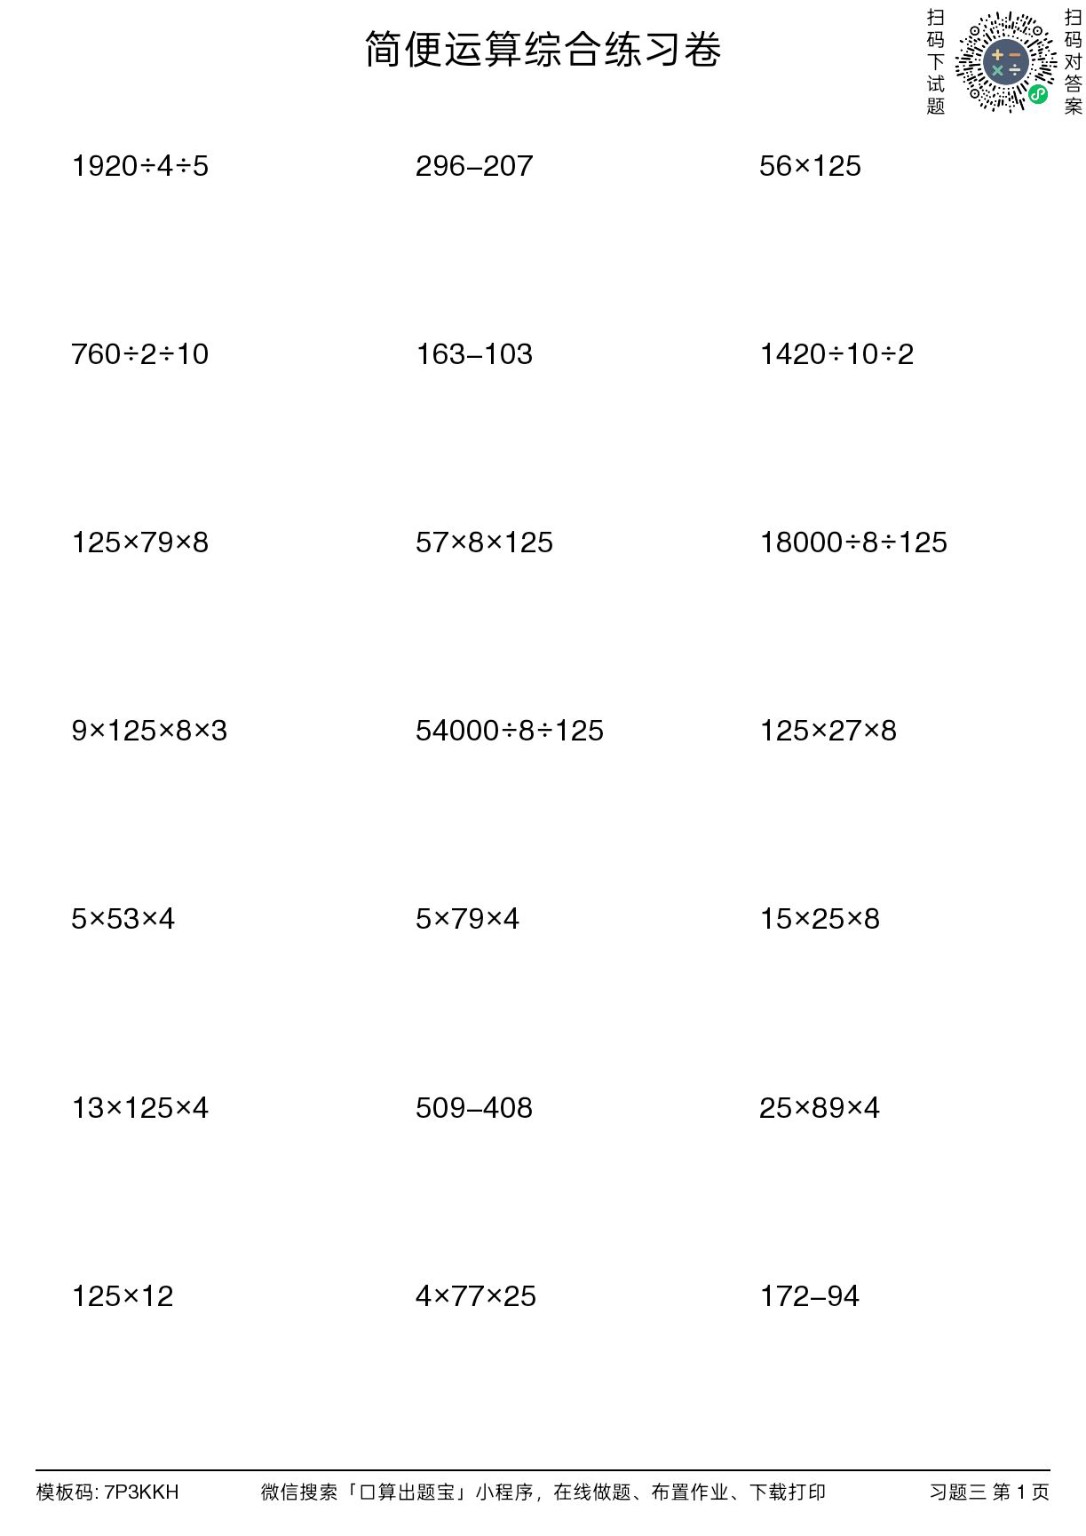 简便运算综合练习卷
扫码下试题
扫码对答案
1920÷4÷5 296–207 56×125
760÷2÷10 163–103 1420÷10÷2
125×79×8 57×8×125 18000÷8÷125
9×125×8×3 54000÷8÷125 125×27×8
5×53×4 5×79×4 15×25×8
13×125×4 509–408 25×89×4
125×12 4×77×25 172–94
模板码: 7P3KKH 微信搜索「口算出题宝」小程序，在线做题、布置作业、下载打印 习题三 第 1 页